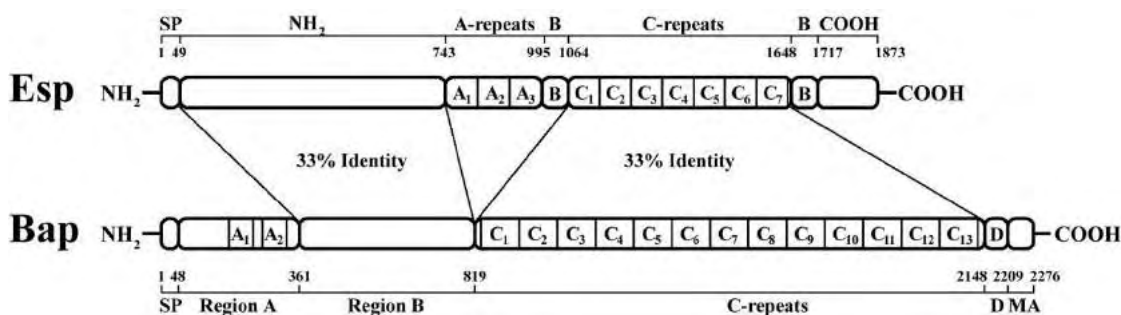 SP NH₂ A-repeats B C-repeats B COOH
1 49 743 995 1064 1648 1717 1873
Esp NH₂ A₁ A₂ A₃ B C₁ C₂ C₃ C₄ C₅ C₆ C₇ B COOH
33% Identity 33% Identity
Bap NH₂ A₁ A₂ C₁ C₂ C₃ C₄ C₅ C₆ C₇ C₈ C₉ C₁₀ C₁₁ C₁₂ C₁₃ D COOH
1 48 361 819 2148 2209 2276
SP Region A Region B C-repeats D MA